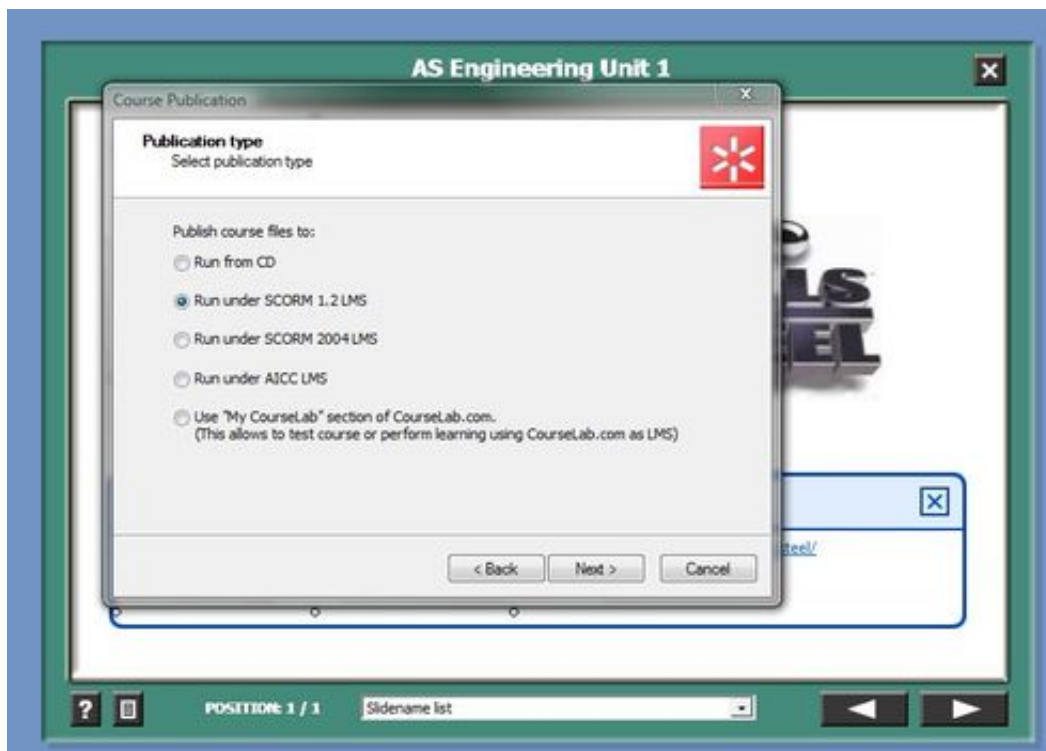 AS Engineering Unit 1
Course Publication
Publication type
Select publication type
Publish course files to:
Run from CD
Run under SCORM 1.2 LMS
Run under SCORM 2004 LMS
Run under AICC LMS
Use "My CourseLab" section of CourseLab.com.
(This allows to test course or perform learning using CourseLab.com as LMS)
teel/
< Back
Next >
Cancel
?
POSITION: 1 / 1
Slidename list